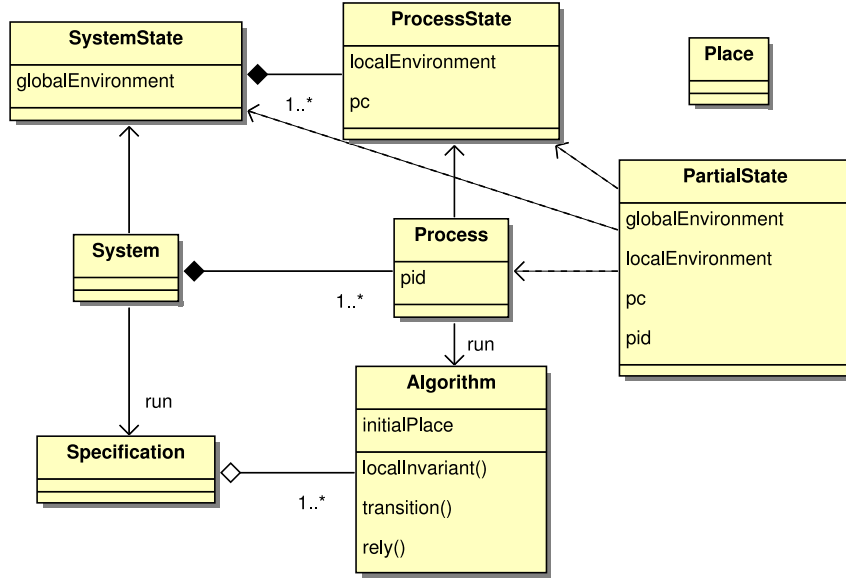 SystemState
globalEnvironment
1..*
ProcessState
localEnvironment
pc
Place
PartialState
globalEnvironment
localEnvironment
pc
pid
System
1..*
Process
pid
run
run
Specification
1..*
Algorithm
initialPlace
localInvariant()
transition()
rely()